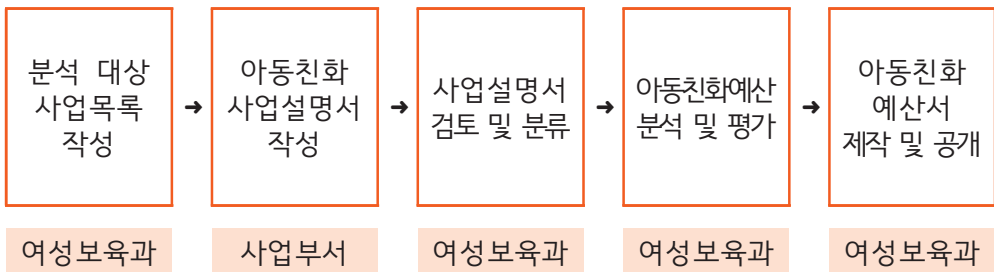 분석 대상
사업목록
작성
➜
아동친화
사업설명서
작성
➜
사업설명서
검토 및 분류
➜
아동친화예산
분석 및 평가
➜
아동친화
예산서
제작 및 공개
여성보육과
사업부서
여성보육과
여성보육과
여성보육과